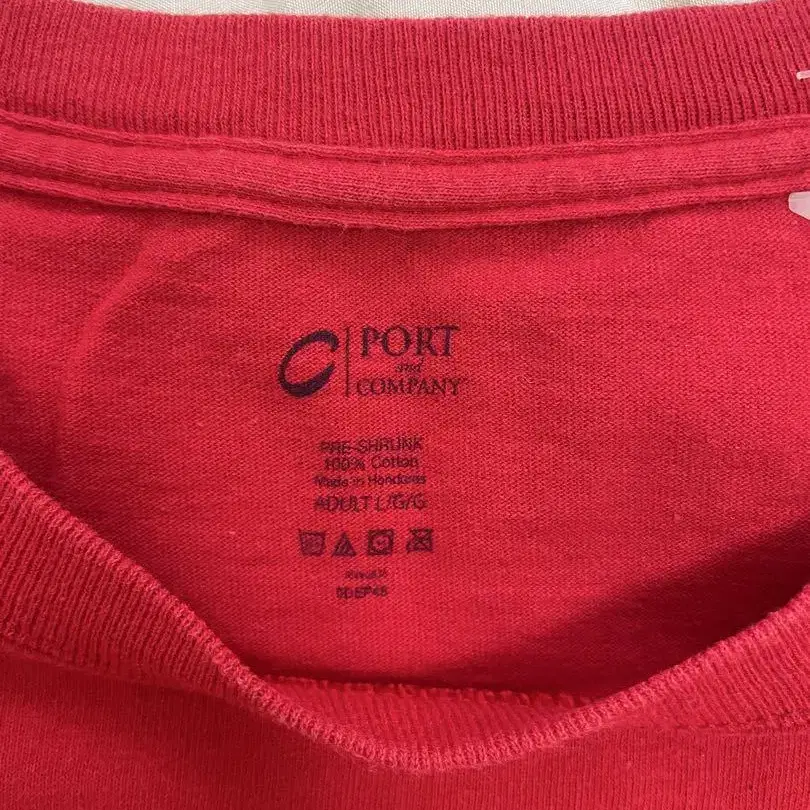 PORT
and
COMPANY
PRE-SHRUNK
100% Cotton
Made in Honduras
ADULT L/G/G